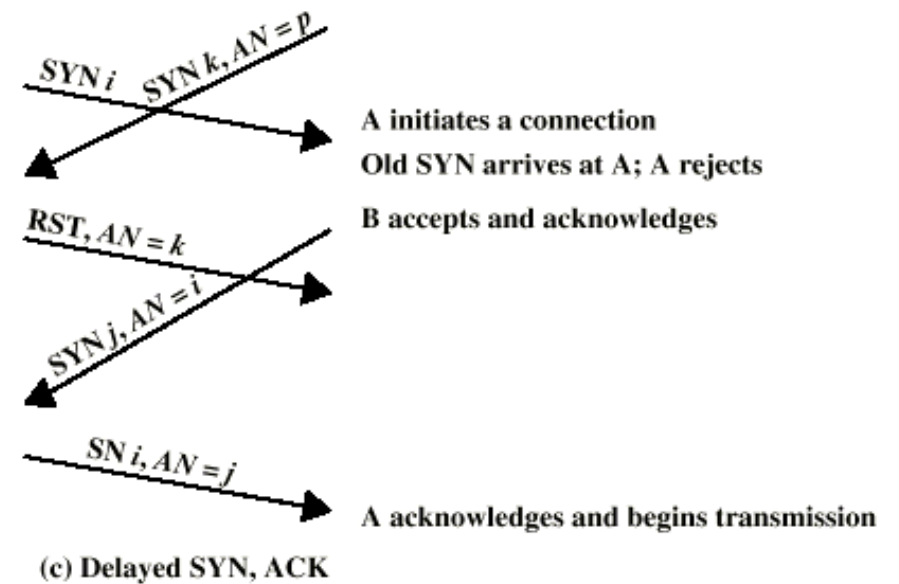 SYN i
SYN k, AN = p
A initiates a connection
Old SYN arrives at A; A rejects
RST, AN = k
B accepts and acknowledges
SYN j, AN = i
SN i, AN = j
A acknowledges and begins transmission
(c) Delayed SYN, ACK